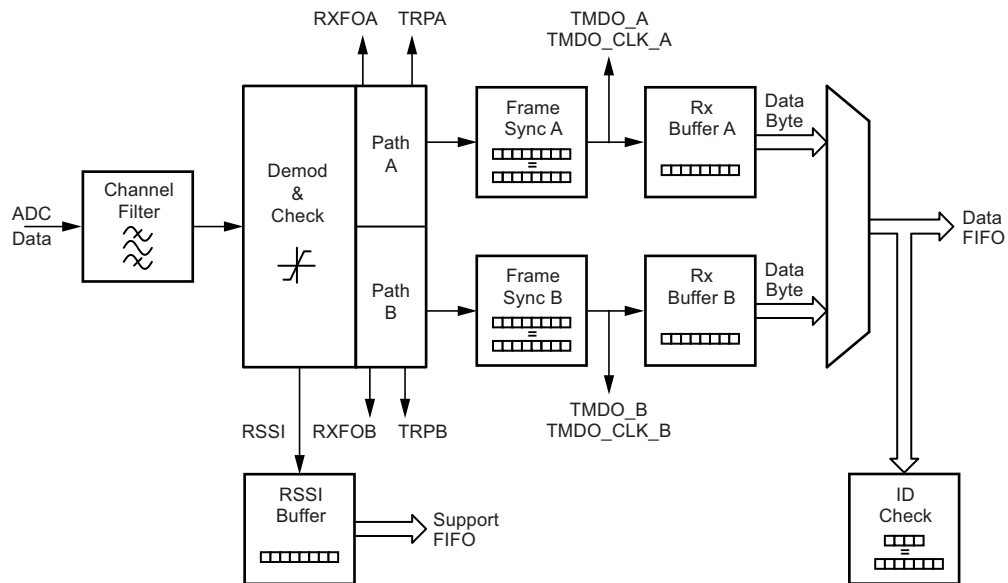 RXFOA
TRPA
TMDO_A
TMDO_CLK_A
ADC
Data
Channel
Filter
Demod
&
Check
Path
A
Path
B
Frame
Sync A
=
Rx
Buffer A
Data
Byte
Frame
Sync B
=
Rx
Buffer B
Data
Byte
Data
FIFO
RSSI
RXFOB
TRPB
TMDO_B
TMDO_CLK_B
RSSI
Buffer
Support
FIFO
ID
Check
=